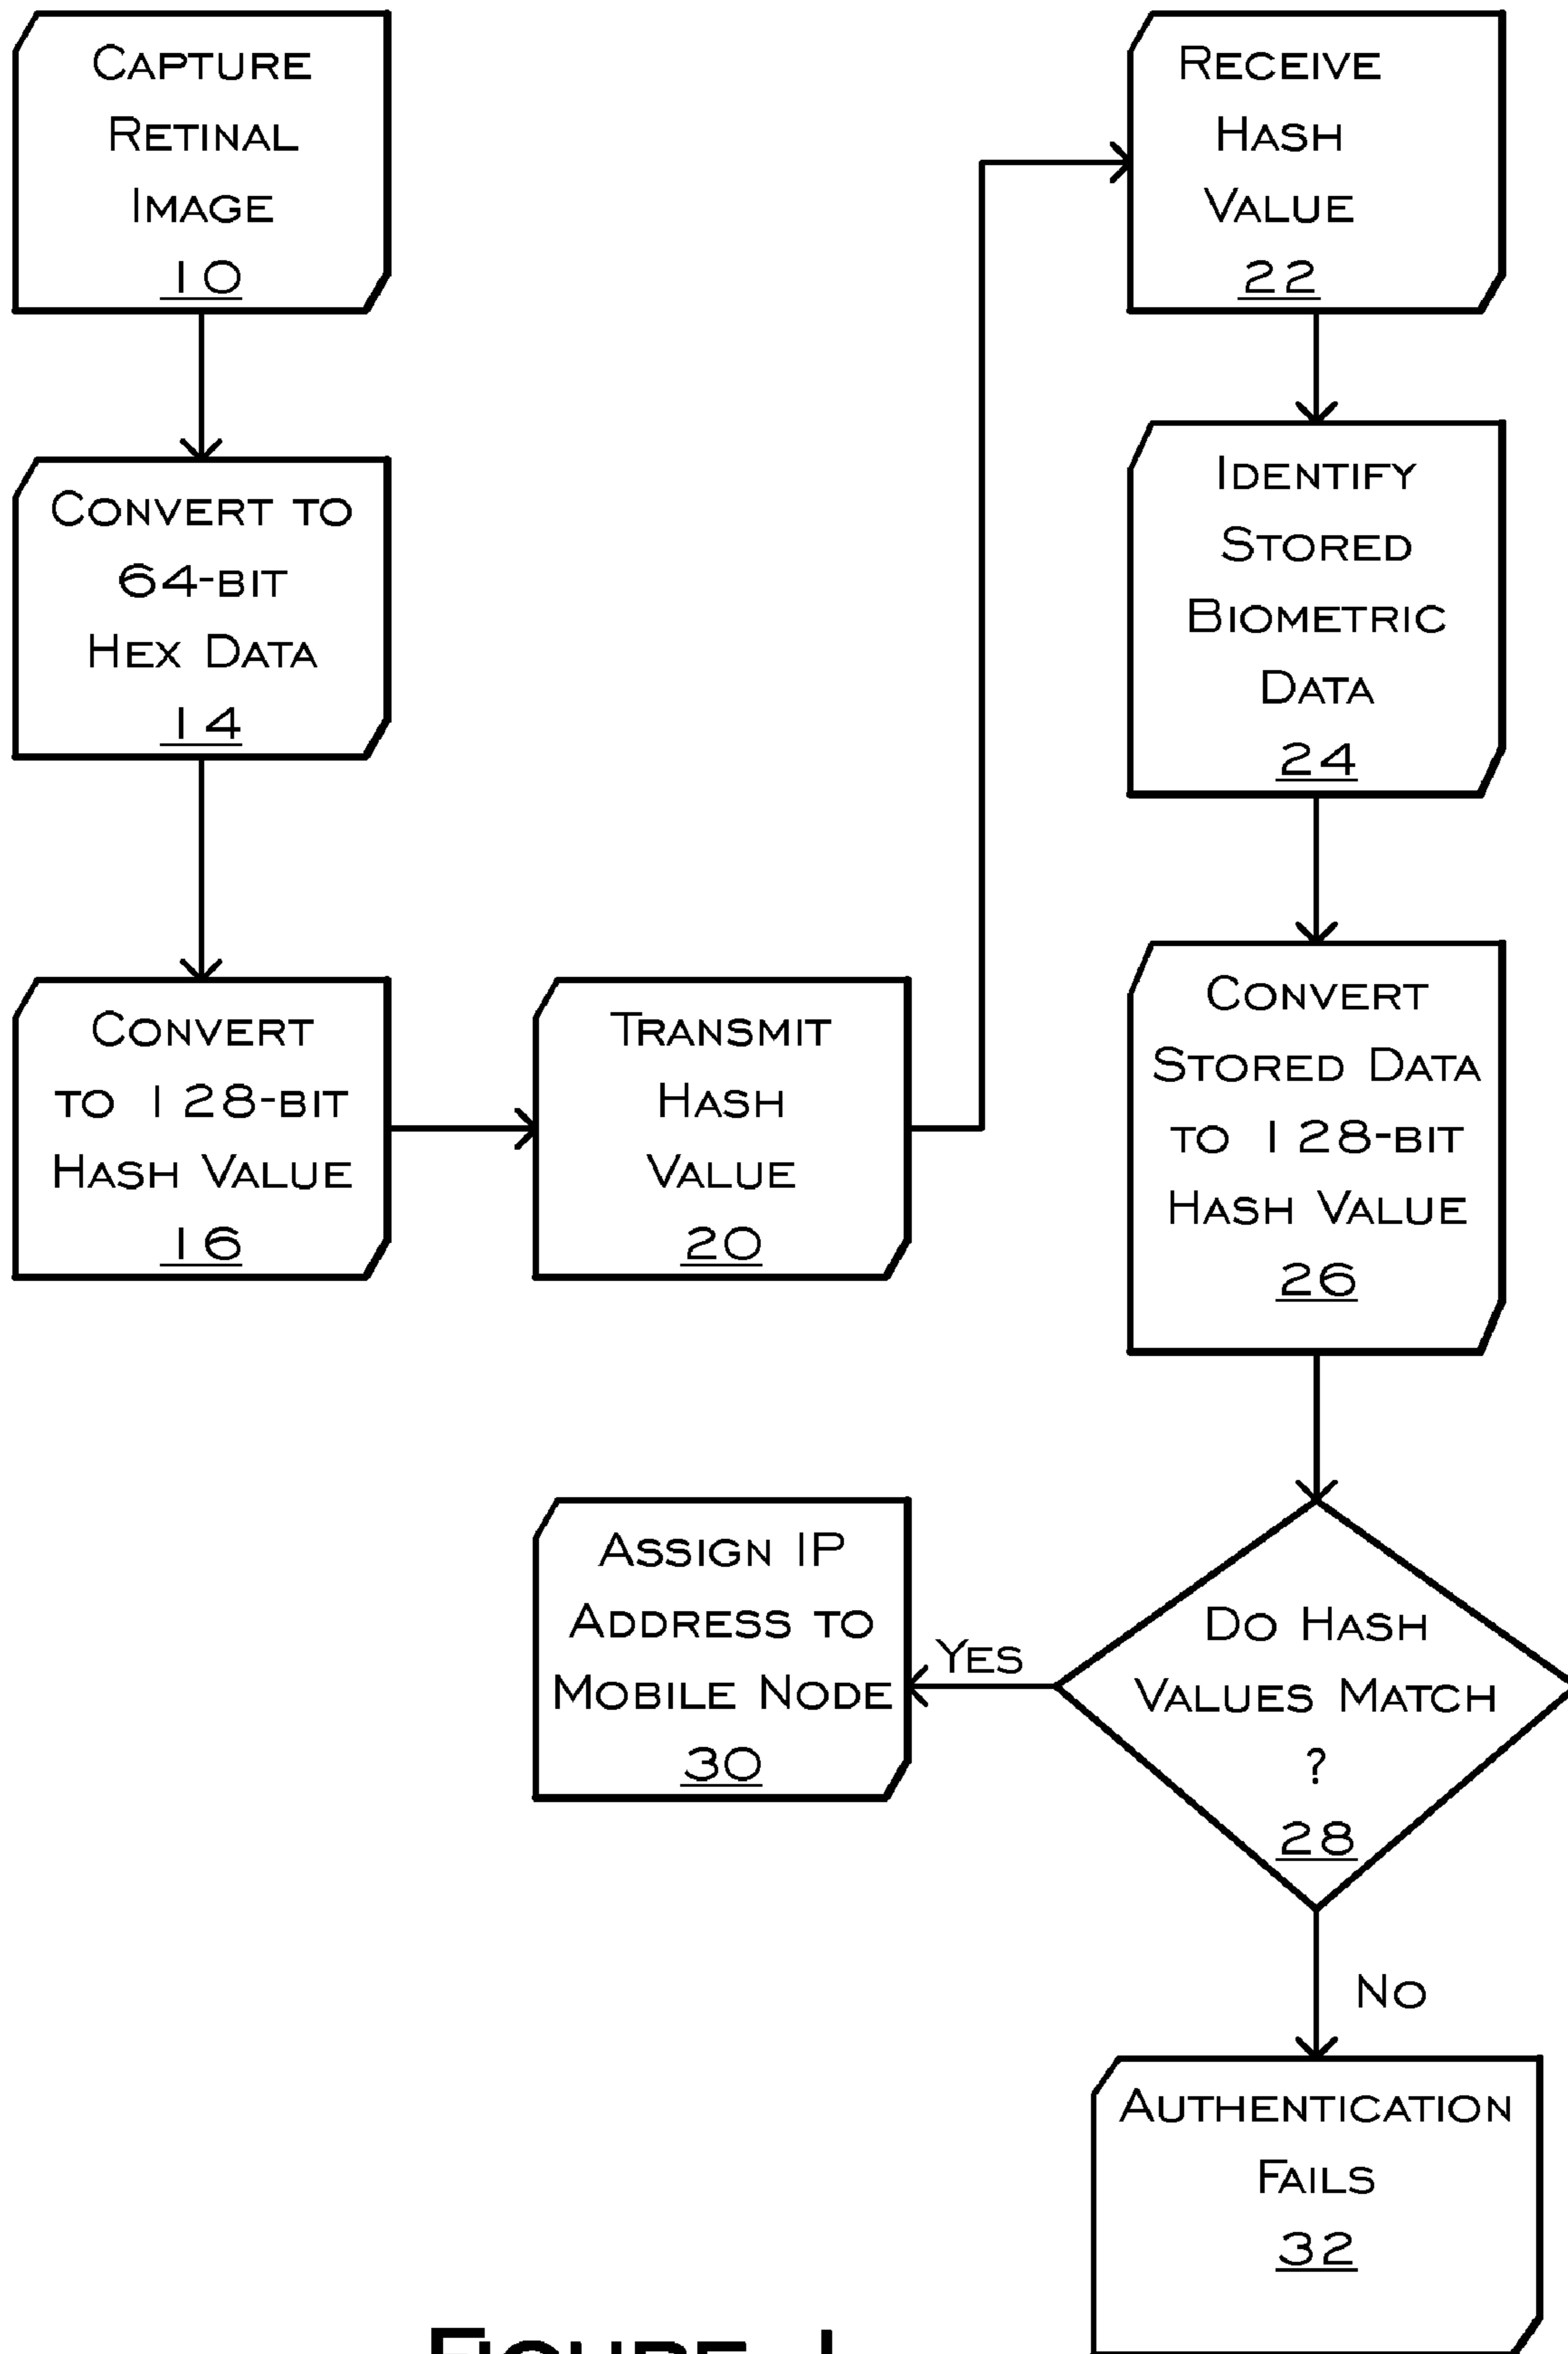 Capture
Retinal
Image
10
Convert to
64-bit
Hex Data
14
Convert
to 128-bit
Hash Value
16
Transmit
Hash
Value
20
Receive
Hash
Value
22
Identify
Stored
Biometric
Data
24
Convert
Stored Data
to 128-bit
Hash Value
26
Do Hash
Values Match
?
28
Yes
Assign IP
Address to
Mobile Node
30
No
Authentication
Fails
32
Figure 1